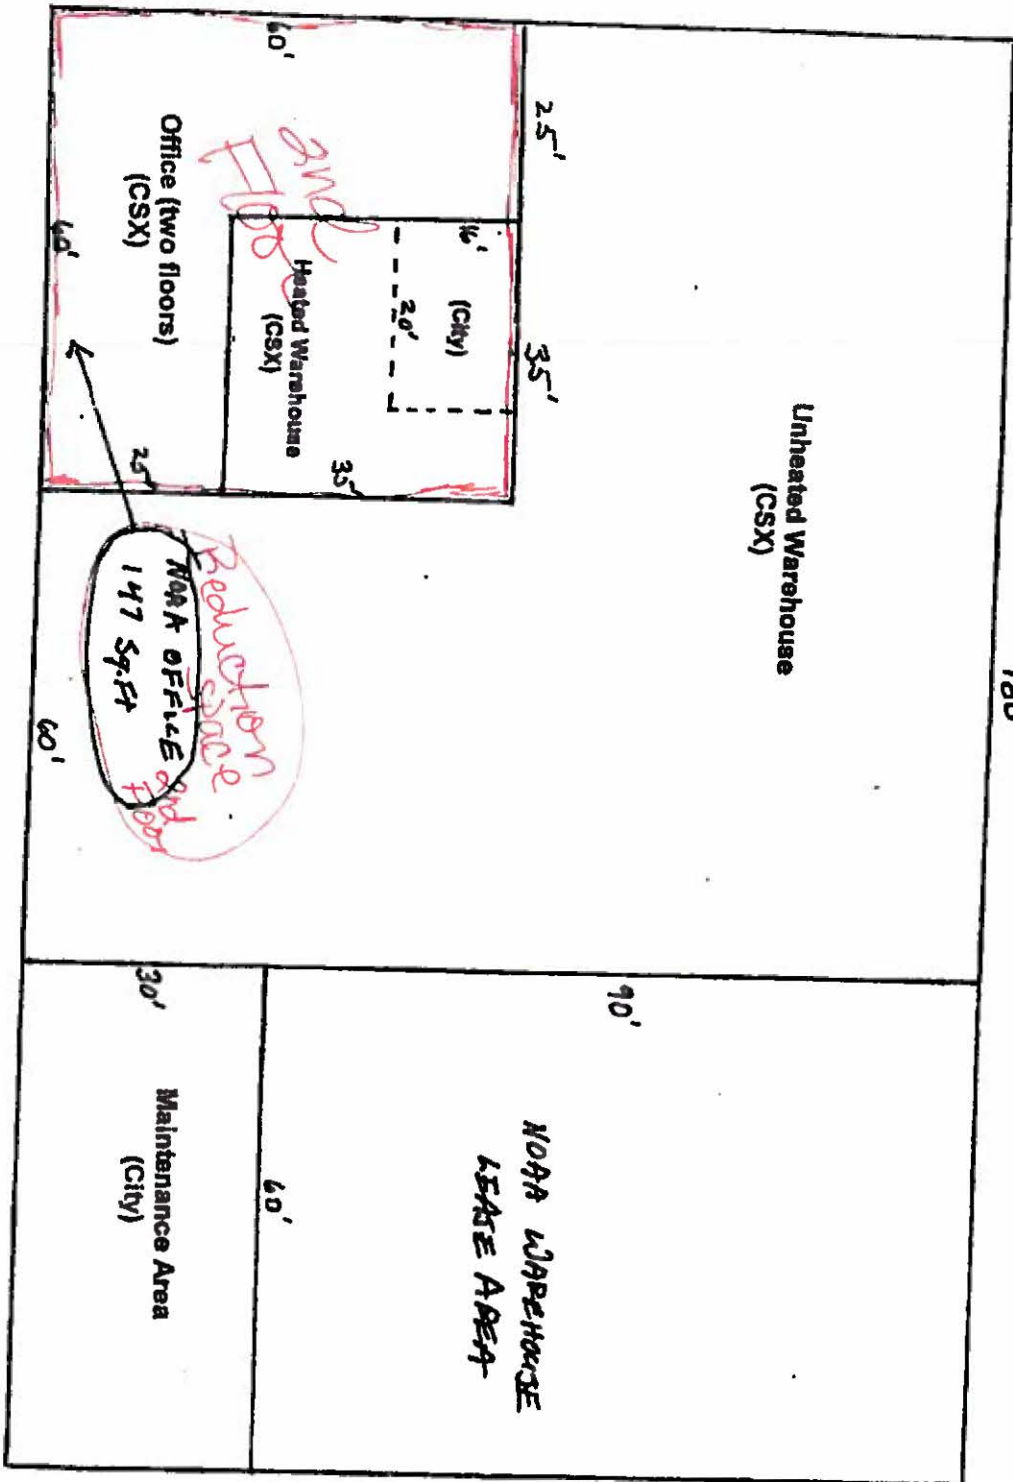 180
Unheated Warehouse
(CSX)
25'
35'
16'
(City)
20'
60'
2nd
Floor
Heated Warehouse
(CSX)
35'
Office (two floors)
(CSX)
25'
60'
Reduction
Space
NOAA OFFICE
147 Sq.Ft
2nd
Floor
60'
90'
NOAA WAREHOUSE
LEASE AREA
60'
30'
Maintenance Area
(City)